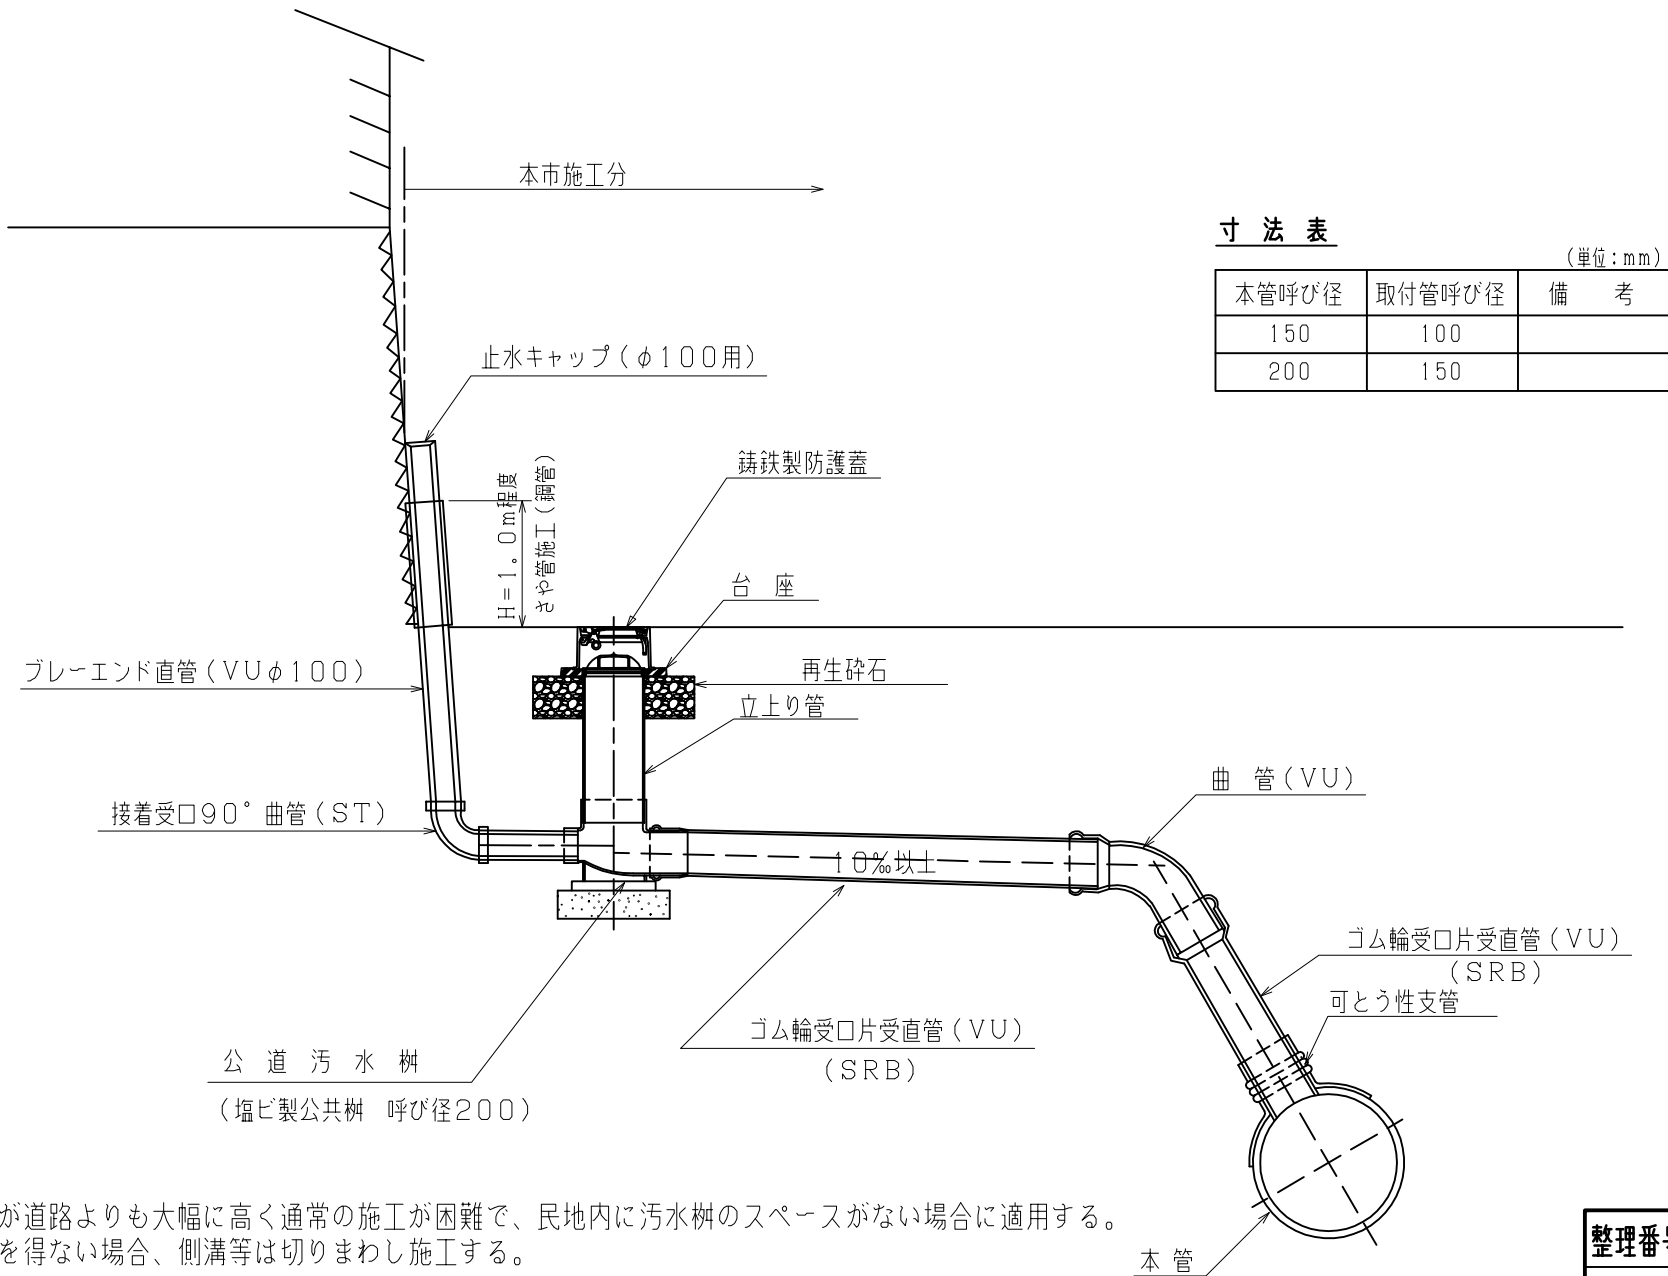 本市施工分
寸 法 表
（単位：mm）
本管呼び径 取付管呼び径 備 考
150 100
200 150
止水キャップ（φ100用）
鋳鉄製防護蓋
H＝1．0m程度
さや管施工（鋼管）
台 座
再生砕石
立上り管
ブレーエンド直管（VUφ100）
接着受口90°曲管（ST）
曲 管（VU）
10‰以上
ゴム輪受口片受直管（VU）
（SRB）
可とう性支管
ゴム輪受口片受直管（VU）
（SRB）
公 道 汚 水 桝
（塩ビ製公共桝 呼び径200）
が道路よりも大幅に高く通常の施工が困難で、民地内に汚水桝のスペースがない場合に適用する。
を得ない場合、側溝等は切りまわし施工する。
本 管
整理番